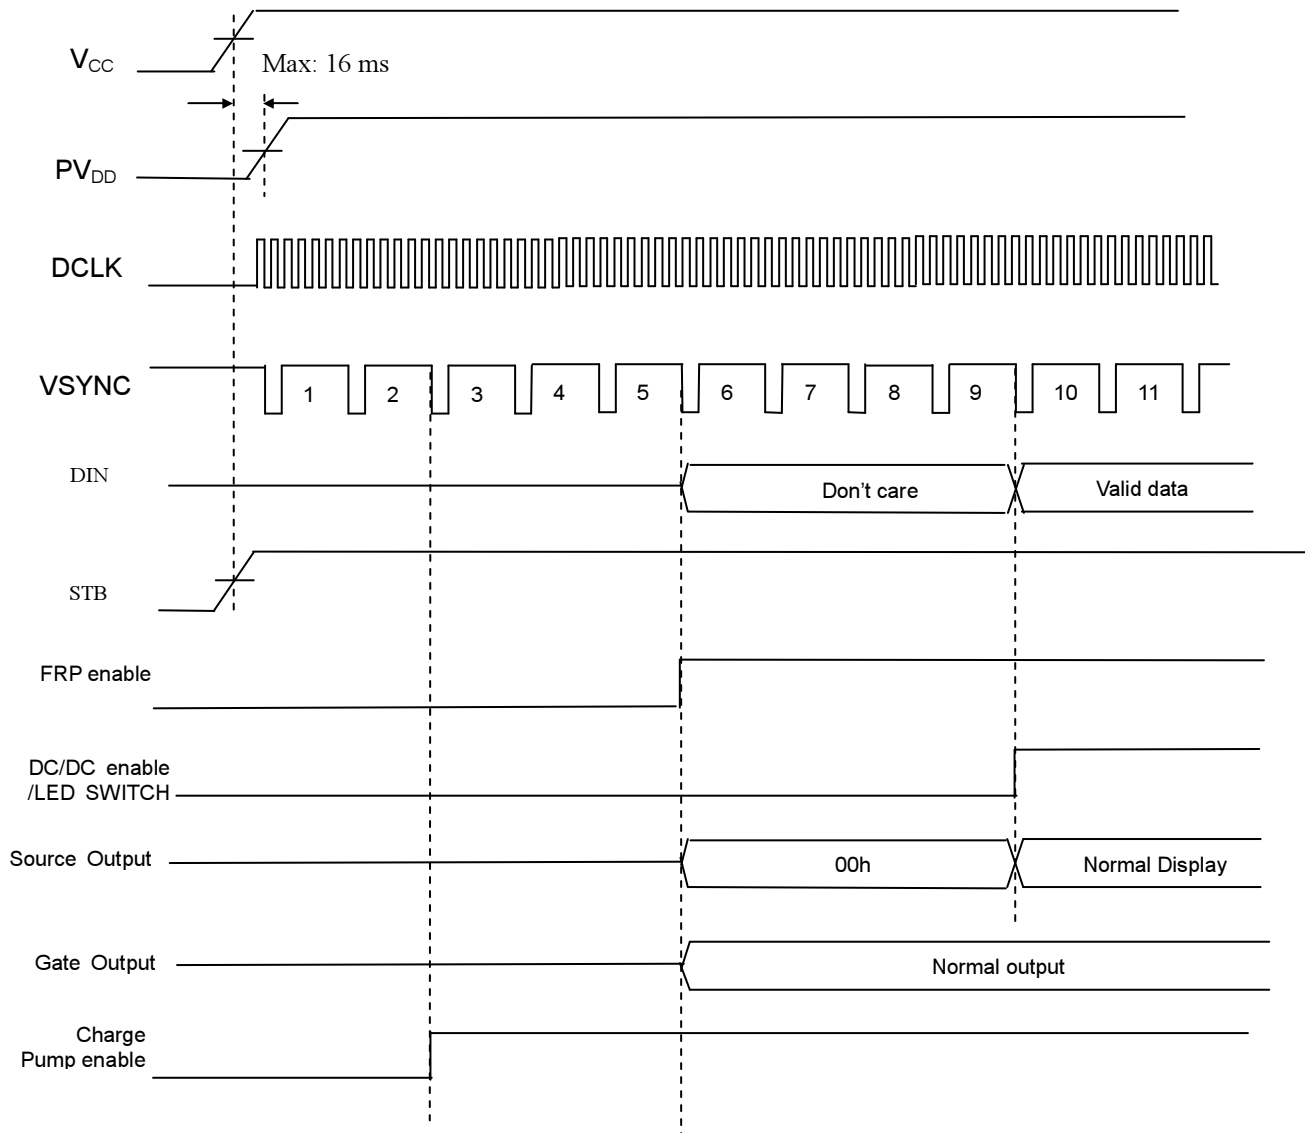 VCC
Max: 16 ms
PVDD
DCLK
VSYNC
1 2 3 4 5 6 7 8 9 10 11
DIN
Don't care
Valid data
STB
FRP enable
DC/DC enable
/LED SWITCH
Source Output
00h
Normal Display
Gate Output
Normal output
Charge
Pump enable